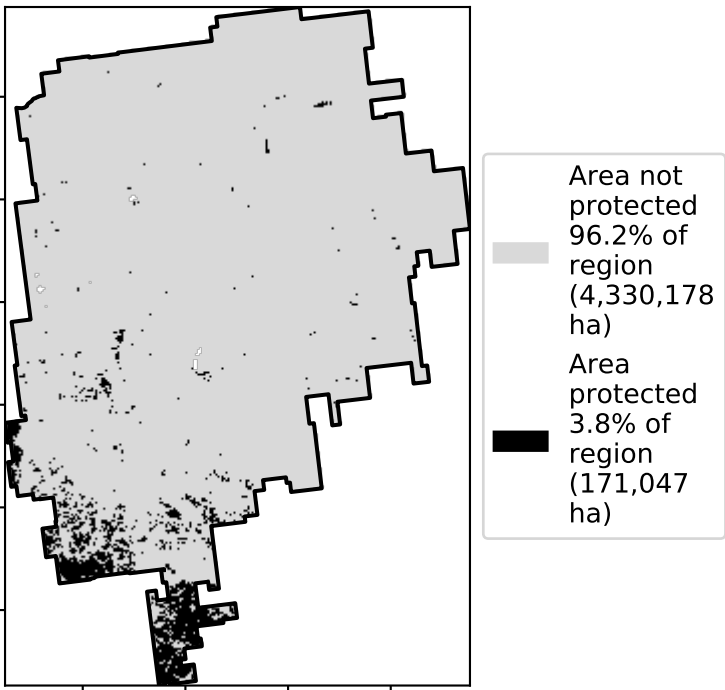 Area not
protected
96.2% of
region
(4,330,178
ha)
Area
protected
3.8% of
region
(171,047
ha)